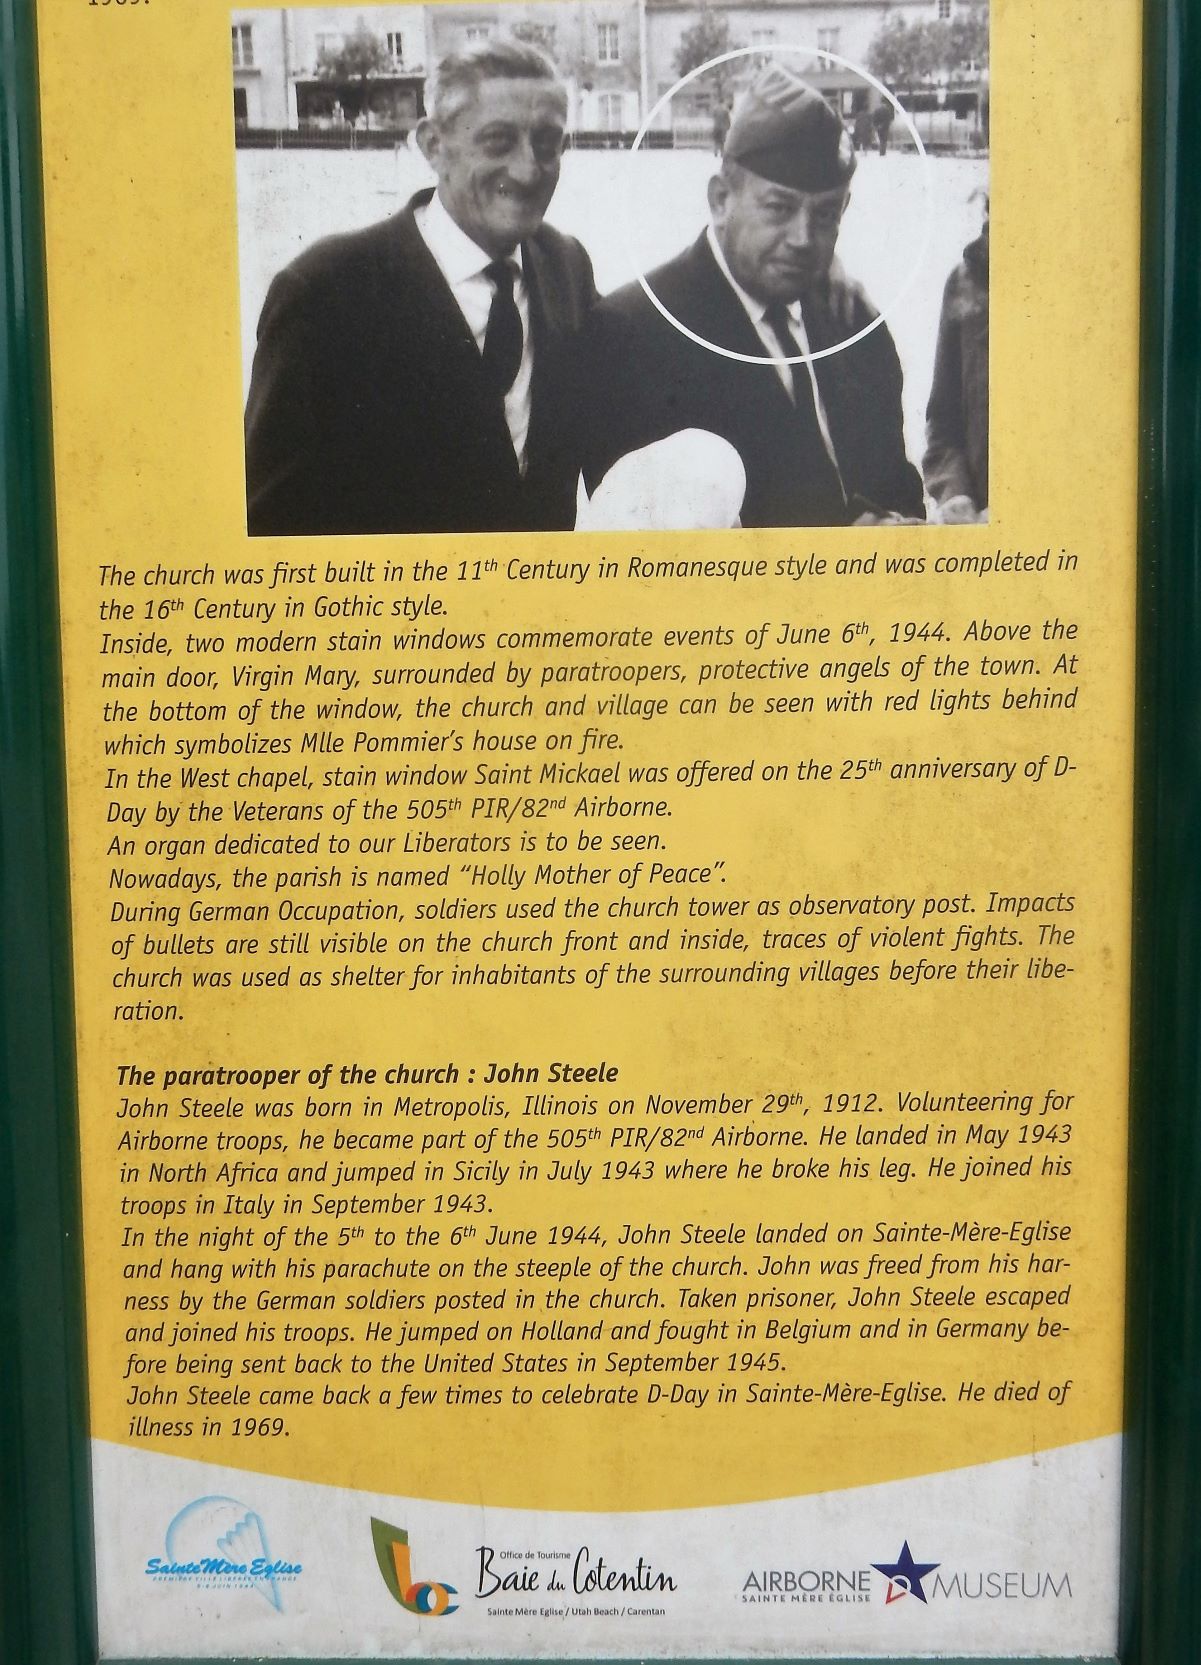 1969.
The church was first built in the 11th Century in Romanesque style and was completed in
the 16th Century in Gothic style.
Inside, two modern stain windows commemorate events of June 6th, 1944. Above the
main door, Virgin Mary, surrounded by paratroopers, protective angels of the town. At
the bottom of the window, the church and village can be seen with red lights behind
which symbolizes Mlle Pommier's house on fire.
In the West chapel, stain window Saint Mickael was offered on the 25th anniversary of D-
Day by the Veterans of the 505th PIR/82nd Airborne.
An organ dedicated to our Liberators is to be seen.
Nowadays, the parish is named “Holly Mother of Peace”.
During German Occupation, soldiers used the church tower as observatory post. Impacts
of bullets are still visible on the church front and inside, traces of violent fights. The
church was used as shelter for inhabitants of the surrounding villages before their libe-
ration.
The paratrooper of the church : John Steele
John Steele was born in Metropolis, Illinois on November 29th, 1912. Volunteering for
Airborne troops, he became part of the 505th PIR/82nd Airborne. He landed in May 1943
in North Africa and jumped in Sicily in July 1943 where he broke his leg. He joined his
troops in Italy in September 1943.
In the night of the 5th to the 6th June 1944, John Steele landed on Sainte-Mère-Eglise
and hang with his parachute on the steeple of the church. John was freed from his har-
ness by the German soldiers posted in the church. Taken prisoner, John Steele escaped
and joined his troops. He jumped on Holland and fought in Belgium and in Germany be-
fore being sent back to the United States in September 1945.
John Steele came back a few times to celebrate D-Day in Sainte-Mère-Eglise. He died of
illness in 1969.
Sainte Mère Eglise
PREMIERE VILLE LIBEREE EN FRANCE
5-6 JUIN 1944
Office de Tourisme
Baie du Cotentin
Sainte Mère Eglise / Utah Beach / Carentan
AIRBORNE MUSEUM
SAINTE MÈRE ÉGLISE